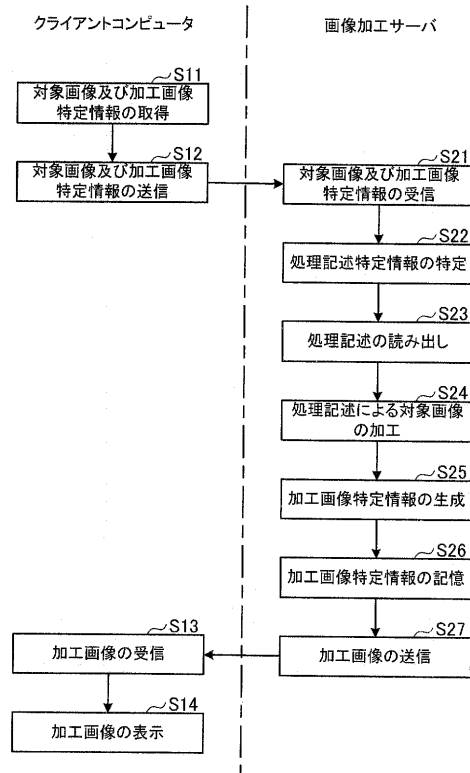 クライアントコンピュータ
画像加工サーバ
S11
対象画像及び加工画像
特定情報の取得
S12
対象画像及び加工画像
特定情報の送信
S21
対象画像及び加工画像
特定情報の受信
S22
処理記述特定情報の特定
S23
処理記述の読み出し
S24
処理記述による対象画像
の加工
S25
加工画像特定情報の生成
S26
加工画像特定情報の記憶
S27
加工画像の送信
S13
加工画像の受信
S14
加工画像の表示